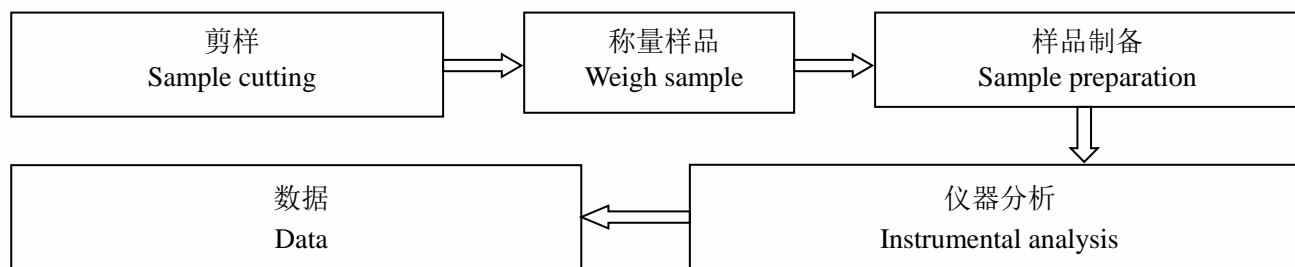 剪样
Sample cutting
称量样品
Weigh sample
样品制备
Sample preparation
仪器分析
Instrumental analysis
数据
Data